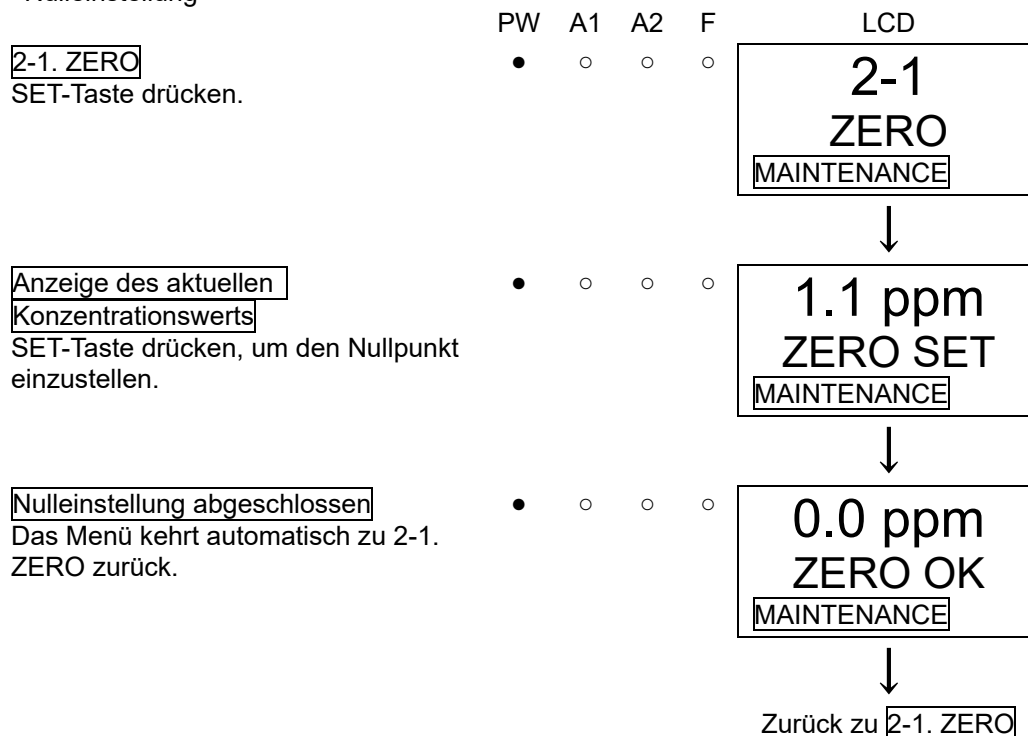 Nulleinstellung
PW A1 A2 F LCD
2-1. ZERO
SET-Taste drücken.
● ○ ○ ○
2-1
ZERO
MAINTENANCE
↓
Anzeige des aktuellen
Konzentrationswerts
SET-Taste drücken, um den Nullpunkt
einzustellen.
● ○ ○ ○
1.1 ppm
ZERO SET
MAINTENANCE
↓
Nulleinstellung abgeschlossen
Das Menü kehrt automatisch zu 2-1.
ZERO zurück.
● ○ ○ ○
0.0 ppm
ZERO OK
MAINTENANCE
↓
Zurück zu 2-1. ZERO